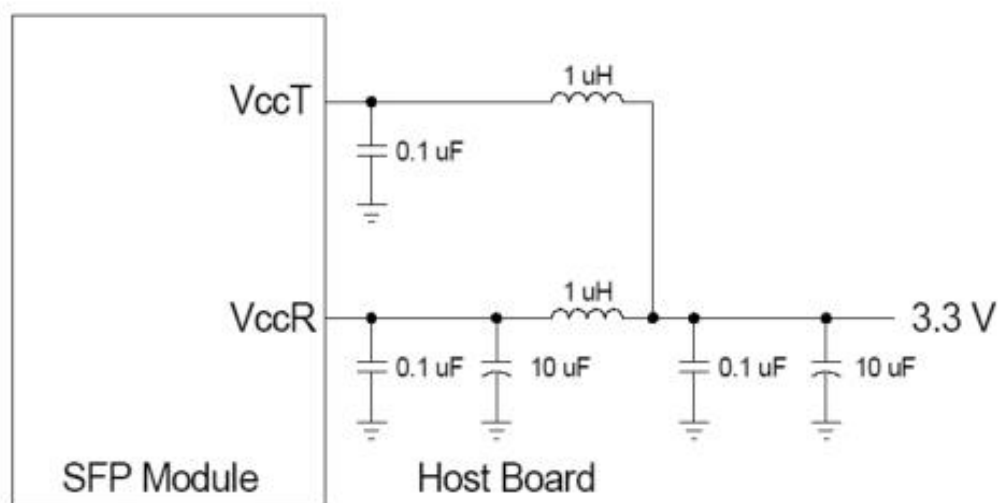 1 uH
VccT
0.1 uF
1 uH
VccR
3.3 V
0.1 uF
10 uF
0.1 uF
10 uF
SFP Module
Host Board